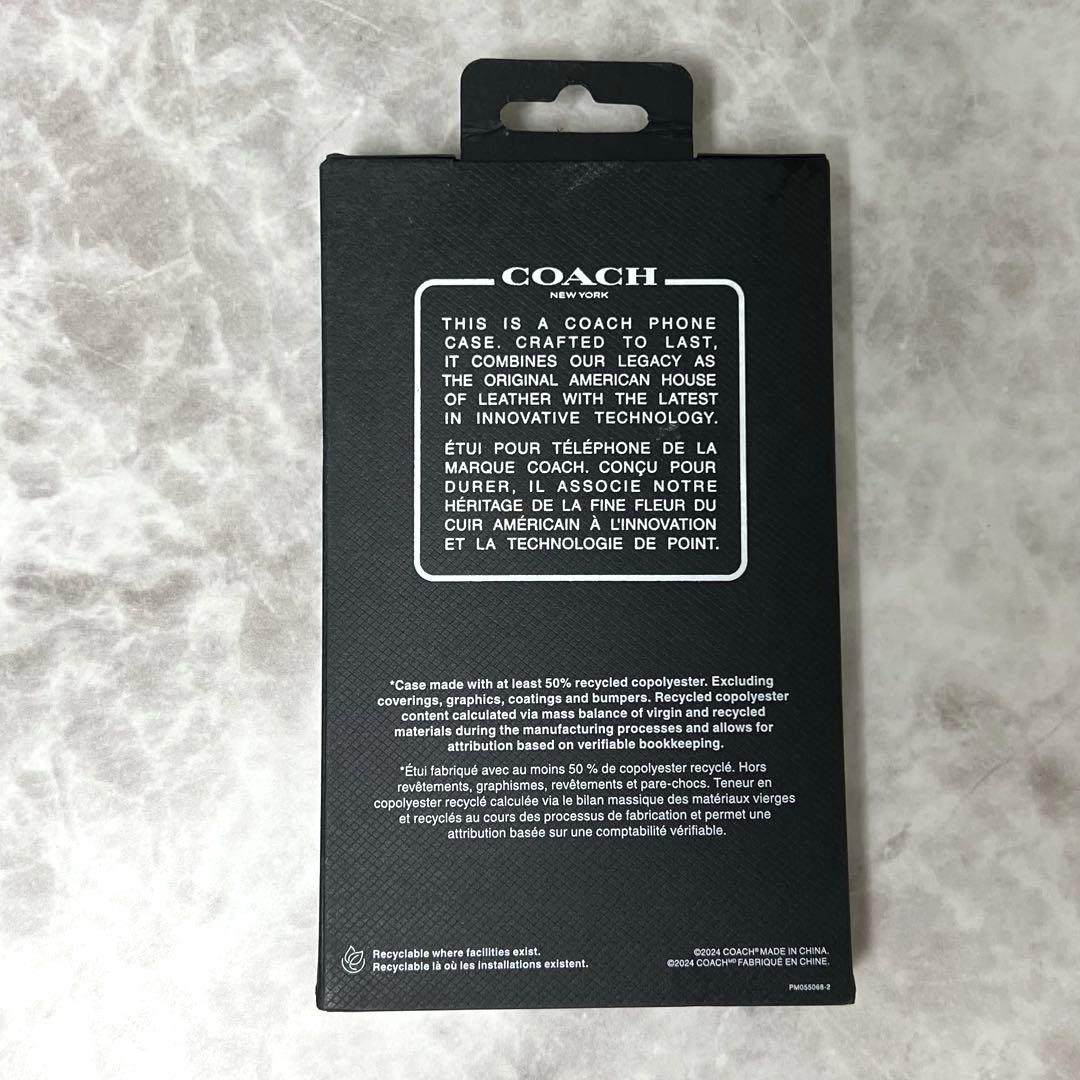 COACH
NEW YORK
THIS IS A COACH PHONE
CASE. CRAFTED TO LAST,
IT COMBINES OUR LEGACY AS
THE ORIGINAL AMERICAN HOUSE
OF LEATHER WITH THE LATEST
IN INNOVATIVE TECHNOLOGY.
ÉTUI POUR TÉLÉPHONE DE LA
MARQUE COACH. CONÇU POUR
DURER, IL ASSOCIE NOTRE
HÉRITAGE DE LA FINE FLEUR DU
CUIR AMÉRICAIN À L'INNOVATION
ET LA TECHNOLOGIE DE POINT.
*Case made with at least 50% recycled copolyester. Excluding
coverings, graphics, coatings and bumpers. Recycled copolyester
content calculated via mass balance of virgin and recycled
materials during the manufacturing processes and allows for
attribution based on verifiable bookkeeping.
*Étui fabriqué avec au moins 50 % de copolyester recyclé. Hors
revêtements, graphismes, revêtements et pare-chocs. Teneur en
copolyester recyclé calculée via le bilan massique des matériaux vierges
et recyclés au cours des processus de fabrication et permet une
attribution basée sur une comptabilité vérifiable.
Recyclable where facilities exist.
Recyclable là où les installations existent.
©2024 COACH® MADE IN CHINA.
©2024 COACHᴹᴰ FABRIQUÉ EN CHINE.
PM055068-2